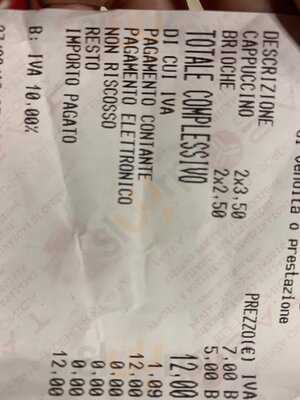 di vendita o prestazione
DESCRIZIONE PREZZO(€) IVA
CAPPUCCINO 2x3,50 7,00 B
BRIOCHE 2x2,50 5,00 B
TOTALE COMPLESSIVO 12,00
DI CUI IVA 1,09
PAGAMENTO CONTANTE 12,00
PAGAMENTO ELETTRONICO 0,00
NON RISCOSSO 0,00
RESTO 0,00
IMPORTO PAGATO 12,00
B: IVA 10,00%